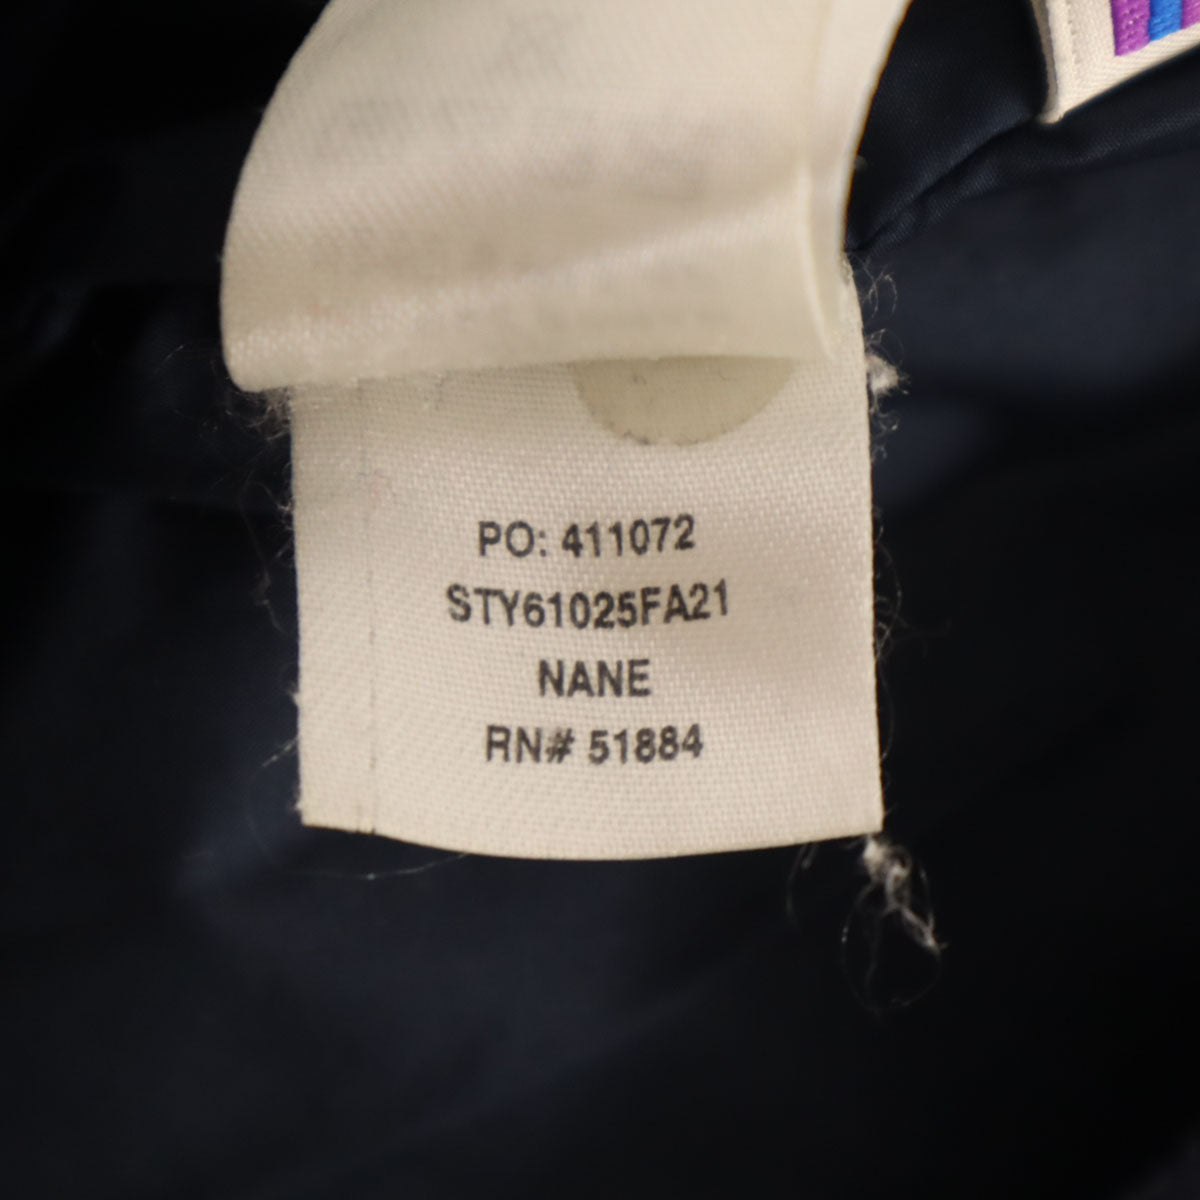 PO: 411072
STY61025FA21
NANE
RN# 51884